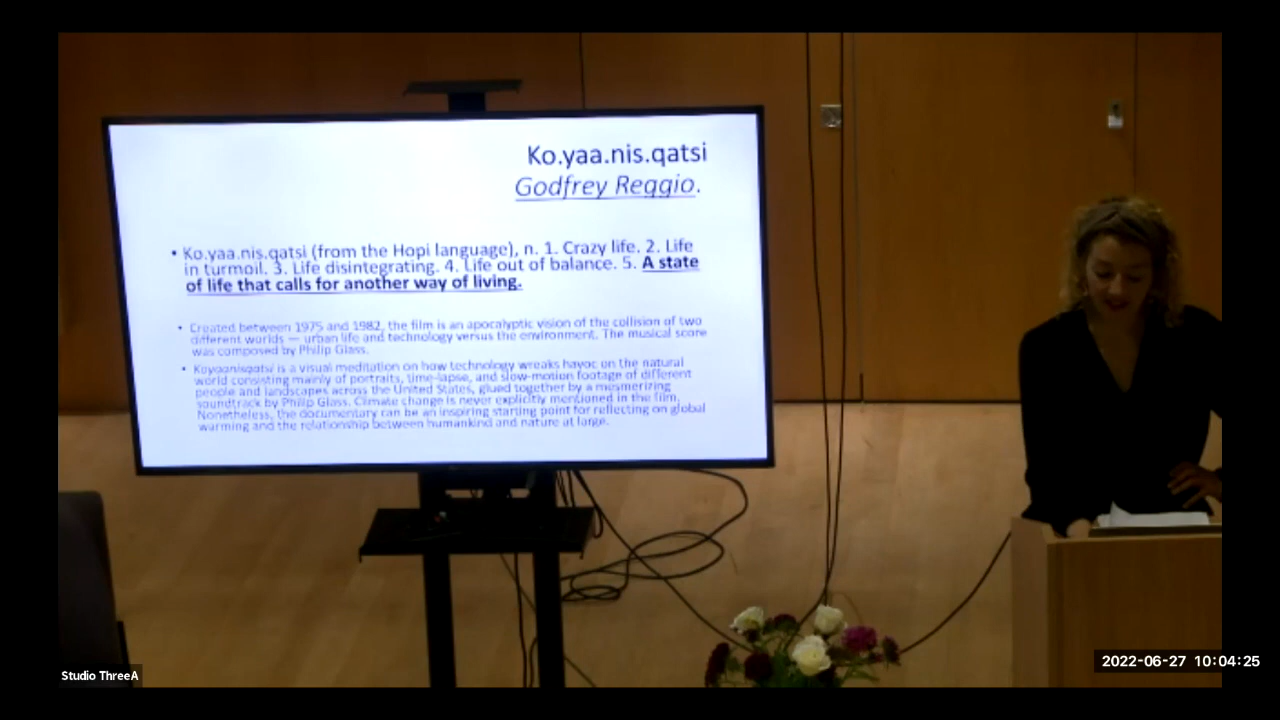 Ko.yaa.nis.qatsi
Godfrey Reggio.
• Ko.yaa.nis.qatsi (from the Hopi language), n. 1. Crazy life. 2. Life
in turmoil. 3. Life disintegrating. 4. Life out of balance. 5. A state
of life that calls for another way of living.
• Created between 1975 and 1982, the film is an apocalyptic vision of the collision of two
different worlds — urban life and technology versus the environment. The musical score
was composed by Philip Glass.
• Koyaanisqatsi is a visual meditation on how technology wreaks havoc on the natural
world consisting mainly of portraits, time-lapse, and slow-motion footage of different
people and landscapes across the United States, glued together by a mesmerizing
soundtrack by Philip Glass. Climate change is never explicitly mentioned in the film.
Nonetheless, the documentary can be an inspiring starting point for reflecting on global
warming and the relationship between humankind and nature at large.
Studio ThreeA
2022-06-27 10:04:25